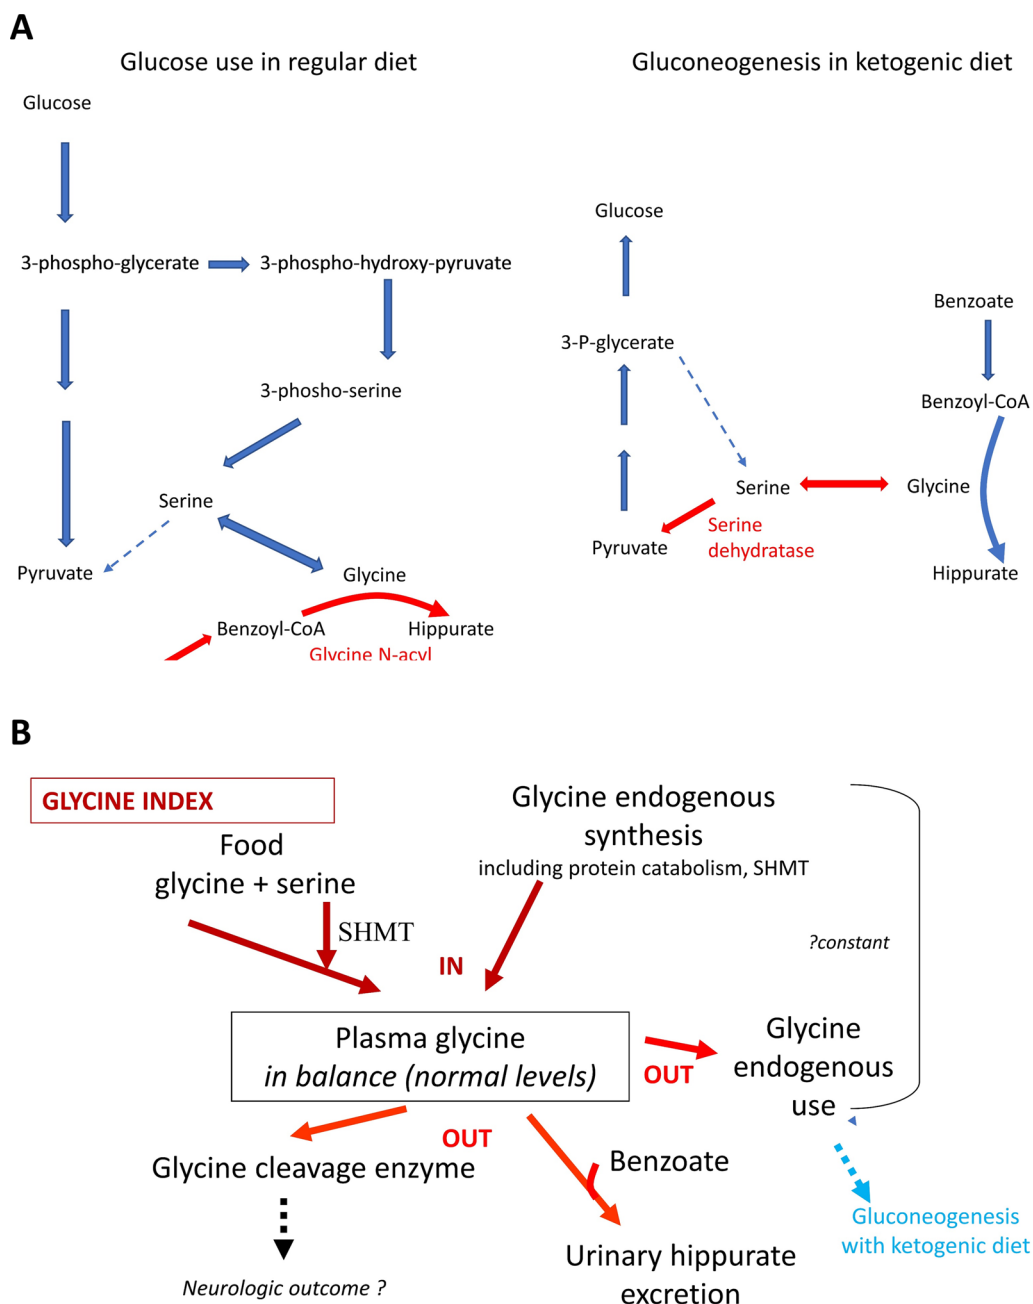 A
Glucose use in regular diet
Gluconeogenesis in ketogenic diet
Glucose
3-phospho-glycerate
3-phospho-hydroxy-pyruvate
3-phosho-serine
Serine
Pyruvate
Glycine
Benzoyl-CoA
Hippurate
Glycine N-acyl
Glucose
3-P-glycerate
Benzoate
Benzoyl-CoA
Serine
Glycine
Serine
dehydratase
Pyruvate
Hippurate
B
GLYCINE INDEX
Food
glycine + serine
SHMT
Glycine endogenous
synthesis
including protein catabolism, SHMT
?constant
IN
Plasma glycine
in balance (normal levels)
OUT
Glycine
endogenous
use
OUT
Glycine cleavage enzyme
Benzoate
Neurologic outcome ?
Urinary hippurate
excretion
Gluconeogenesis
with ketogenic diet